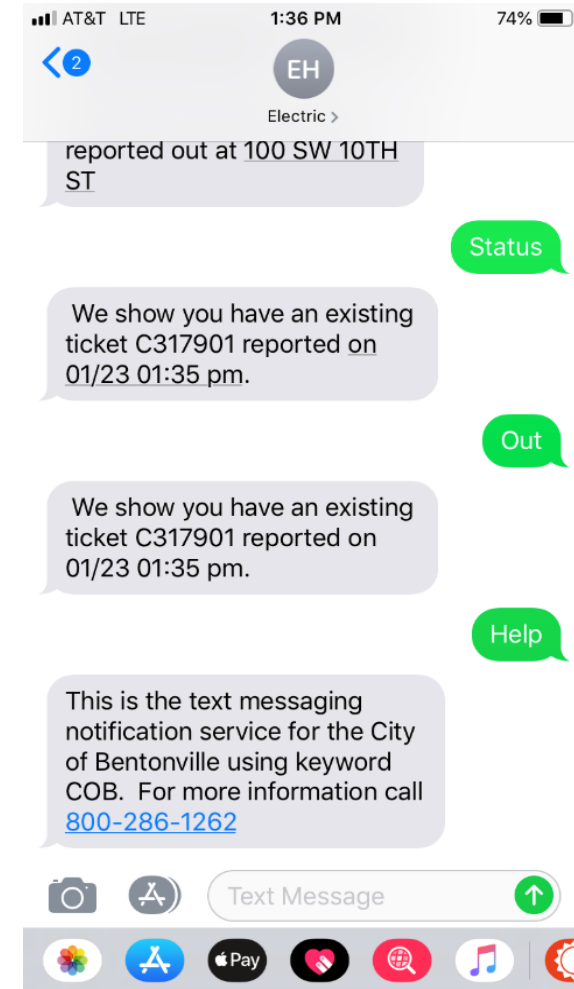 AT&T LTE 1:36 PM 74%
2
EH
Electric >
reported out at 100 SW 10TH
ST
Status
We show you have an existing
ticket C317901 reported on
01/23 01:35 pm.
Out
We show you have an existing
ticket C317901 reported on
01/23 01:35 pm.
Help
This is the text messaging
notification service for the City
of Bentonville using keyword
COB.  For more information call
800-286-1262
Text Message
Pay